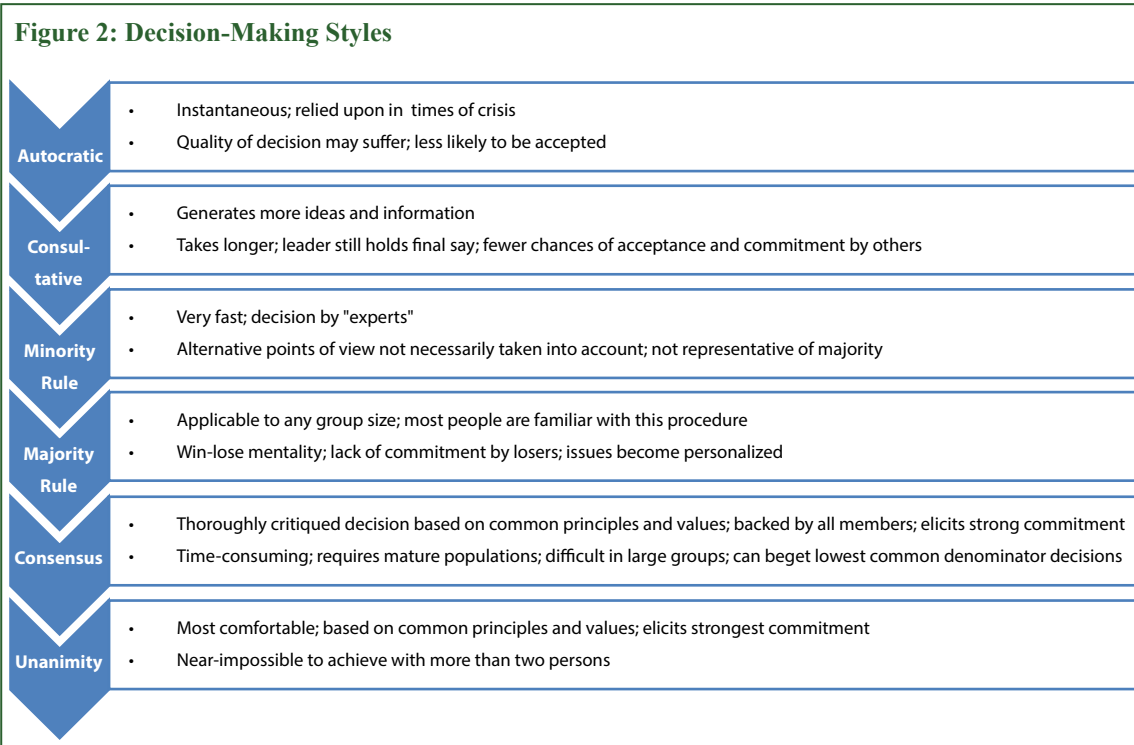 Figure 2: Decision-Making Styles
Autocratic
• Instantaneous; relied upon in times of crisis
• Quality of decision may suffer; less likely to be accepted
Consul-
tative
• Generates more ideas and information
• Takes longer; leader still holds final say; fewer chances of acceptance and commitment by others
Minority
Rule
• Very fast; decision by "experts"
• Alternative points of view not necessarily taken into account; not representative of majority
Majority
Rule
• Applicable to any group size; most people are familiar with this procedure
• Win-lose mentality; lack of commitment by losers; issues become personalized
Consensus
• Thoroughly critiqued decision based on common principles and values; backed by all members; elicits strong commitment
• Time-consuming; requires mature populations; difficult in large groups; can beget lowest common denominator decisions
Unanimity
• Most comfortable; based on common principles and values; elicits strongest commitment
• Near-impossible to achieve with more than two persons